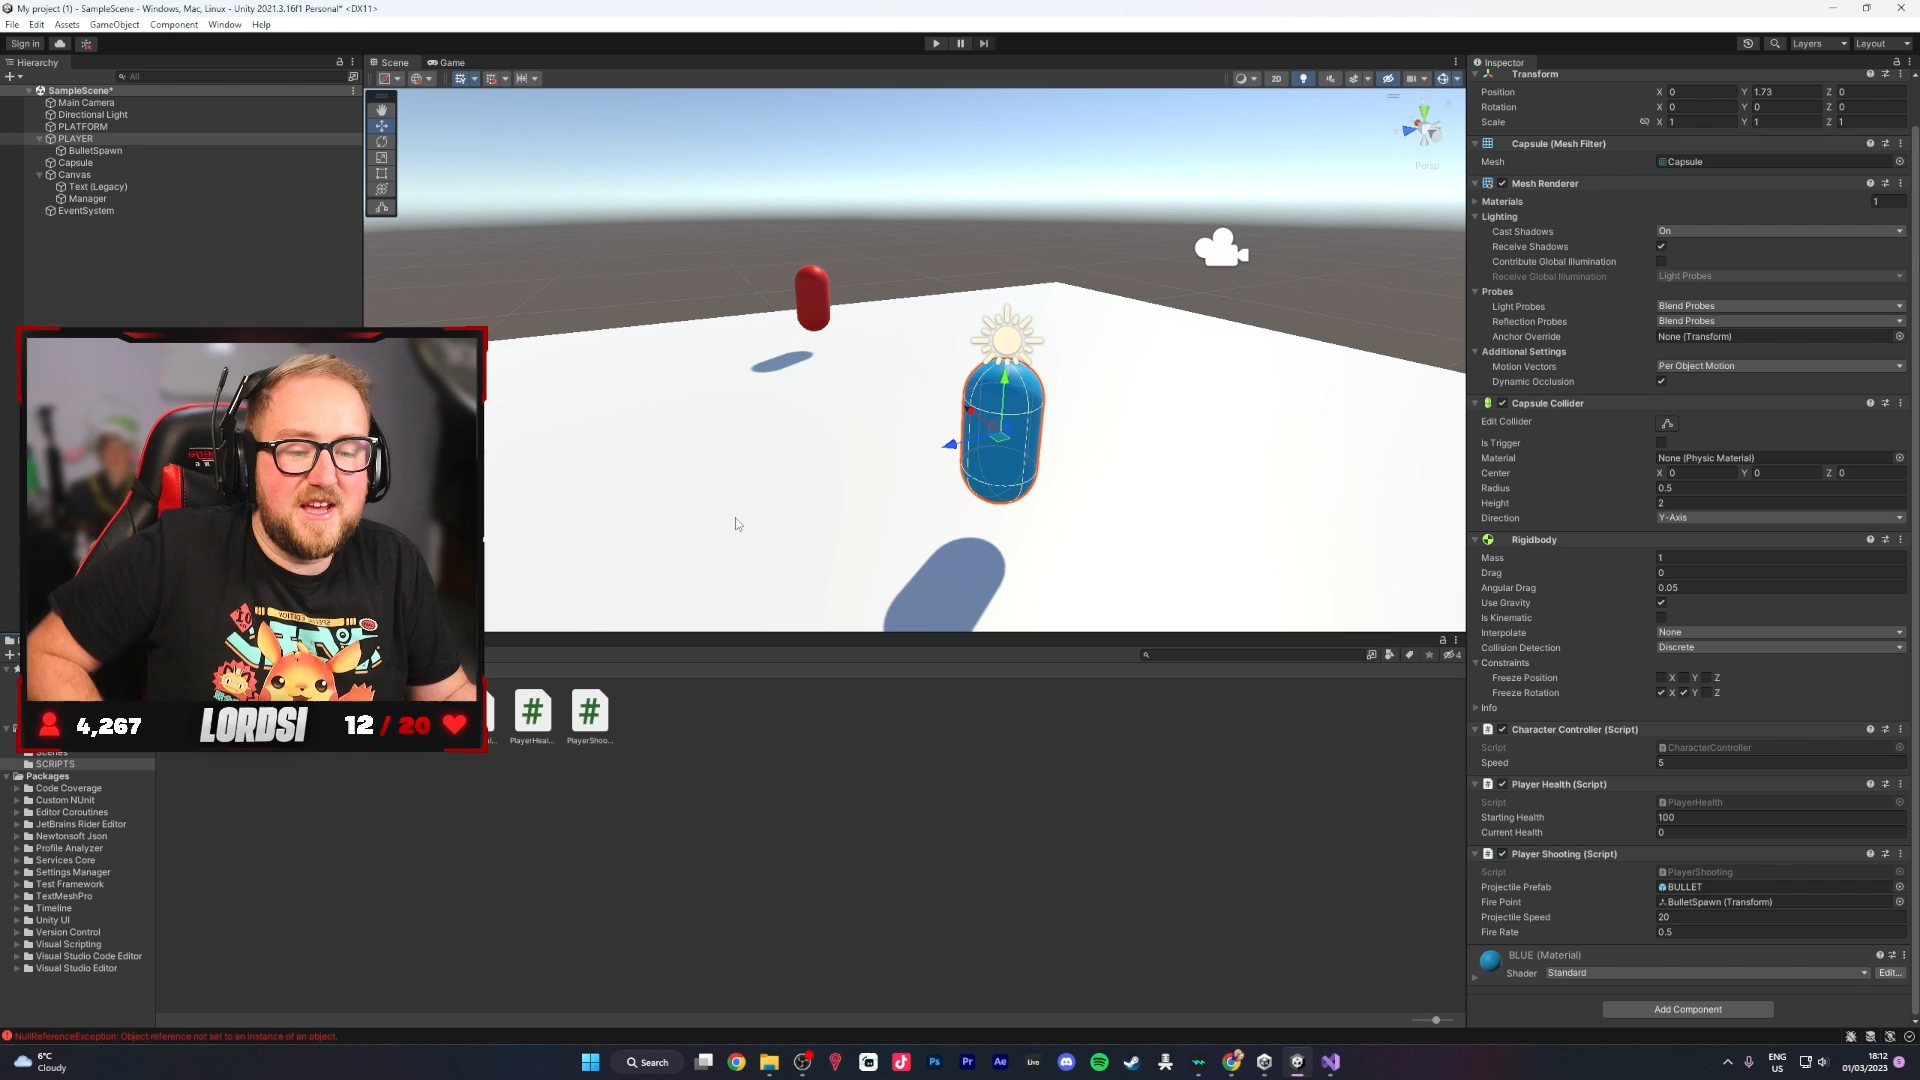 My project (1) - SampleScene - Windows, Mac, Linux - Unity 2021.3.16f1 Personal* <DX11>
File Edit Assets GameObject Component Window Help
Sign in
Layers Layout
Hierarchy
All
SampleScene*
Main Camera
Directional Light
PLATFORM
PLAYER
BulletSpawn
Capsule
Canvas
Text (Legacy)
Manager
EventSystem
Scene Game
2D
Persp
4,267 LORDSI 12 / 20
4
PlayerHeal... PlayerShoo...
Scenes
SCRIPTS
Packages
Code Coverage
Custom NUnit
Editor Coroutines
JetBrains Rider Editor
Newtonsoft Json
Profile Analyzer
Services Core
Settings Manager
Test Framework
TextMeshPro
Timeline
Unity UI
Version Control
Visual Scripting
Visual Studio Code Editor
Visual Studio Editor
Inspector
Transform
Position X 0 Y 1.73 Z 0
Rotation X 0 Y 0 Z 0
Scale X 1 Y 1 Z 1
Capsule (Mesh Filter)
Mesh Capsule
Mesh Renderer
Materials 1
Lighting
Cast Shadows On
Receive Shadows
Contribute Global Illumination
Receive Global Illumination Light Probes
Probes
Light Probes Blend Probes
Reflection Probes Blend Probes
Anchor Override None (Transform)
Additional Settings
Motion Vectors Per Object Motion
Dynamic Occlusion
Capsule Collider
Edit Collider
Is Trigger
Material None (Physic Material)
Center X 0 Y 0 Z 0
Radius 0.5
Height 2
Direction Y-Axis
Rigidbody
Mass 1
Drag 0
Angular Drag 0.05
Use Gravity
Is Kinematic
Interpolate None
Collision Detection Discrete
Constraints
Freeze Position X Y Z
Freeze Rotation X Y Z
Info
Character Controller (Script)
Script CharacterController
Speed 5
Player Health (Script)
Script PlayerHealth
Starting Health 100
Current Health 0
Player Shooting (Script)
Script PlayerShooting
Projectile Prefab BULLET
Fire Point BulletSpawn (Transform)
Projectile Speed 20
Fire Rate 0.5
BLUE (Material)
Shader Standard Edit...
Add Component
NullReferenceException: Object reference not set to an instance of an object.
6°C
Cloudy
Search
Ps Pr Ae Live
ENG
US
18:12
01/03/2023
5